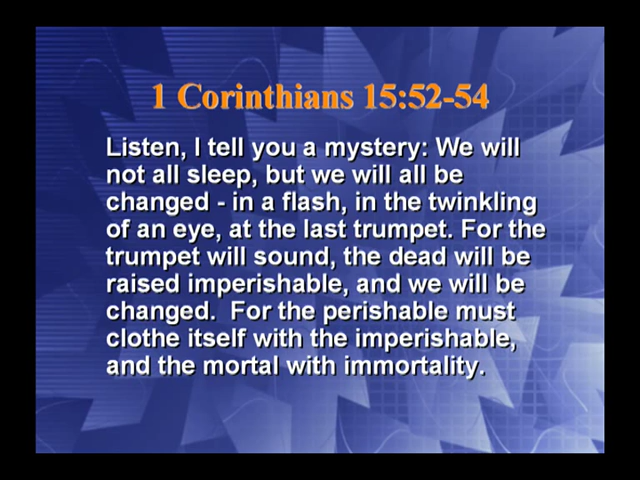 1 Corinthians 15:52-54
Listen, I tell you a mystery: We will
not all sleep, but we will all be
changed - in a flash, in the twinkling
of an eye, at the last trumpet. For the
trumpet will sound, the dead will be
raised imperishable, and we will be
changed.  For the perishable must
clothe itself with the imperishable,
and the mortal with immortality.